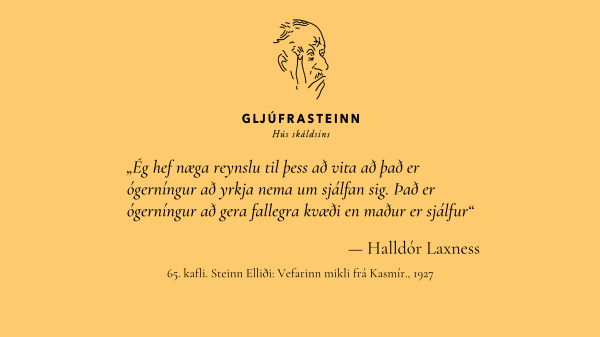 GLJÚFRASTEINN
Hús skáldsins
„Ég hef næga reynslu til þess að vita að það er
ógerníngur að yrkja nema um sjálfan sig. Það er
ógerníngur að gera fallegra kvæði en maður er sjálfur“
— Halldór Laxness
65. kafli. Steinn Elliði: Vefarinn mikli frá Kasmír., 1927